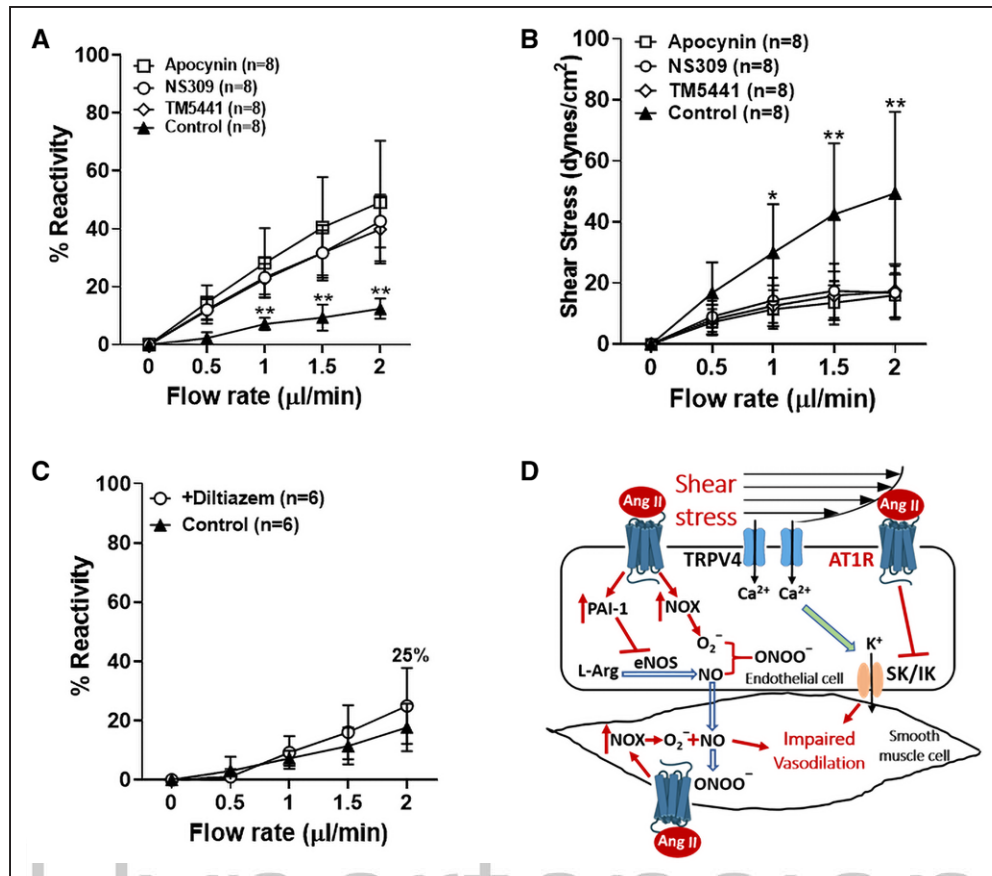 A
100
80
60
40
20
0
% Reactivity
Apocynin (n=8)
NS309 (n=8)
TM5441 (n=8)
Control (n=8)
**
**
**
0 0.5 1 1.5 2
Flow rate (μl/min)
B
100
80
60
40
20
0
Shear Stress (dynes/cm²)
Apocynin (n=8)
NS309 (n=8)
TM5441 (n=8)
Control (n=8)
*
**
**
0 0.5 1 1.5 2
Flow rate (μl/min)
C
100
80
60
40
20
0
% Reactivity
+Diltiazem (n=6)
Control (n=6)
25%
0 0.5 1 1.5 2
Flow rate (μl/min)
D
Ang II
Shear
stress
Ang II
TRPV4
AT1R
Ca²⁺ Ca²⁺
PAI-1
NOX
O₂⁻
K⁺
L-Arg
eNOS
NO
ONOO⁻
Endothelial cell
SK/IK
NOX
O₂⁻+NO
Impaired
Vasodilation
Smooth
muscle cell
ONOO⁻
Ang II